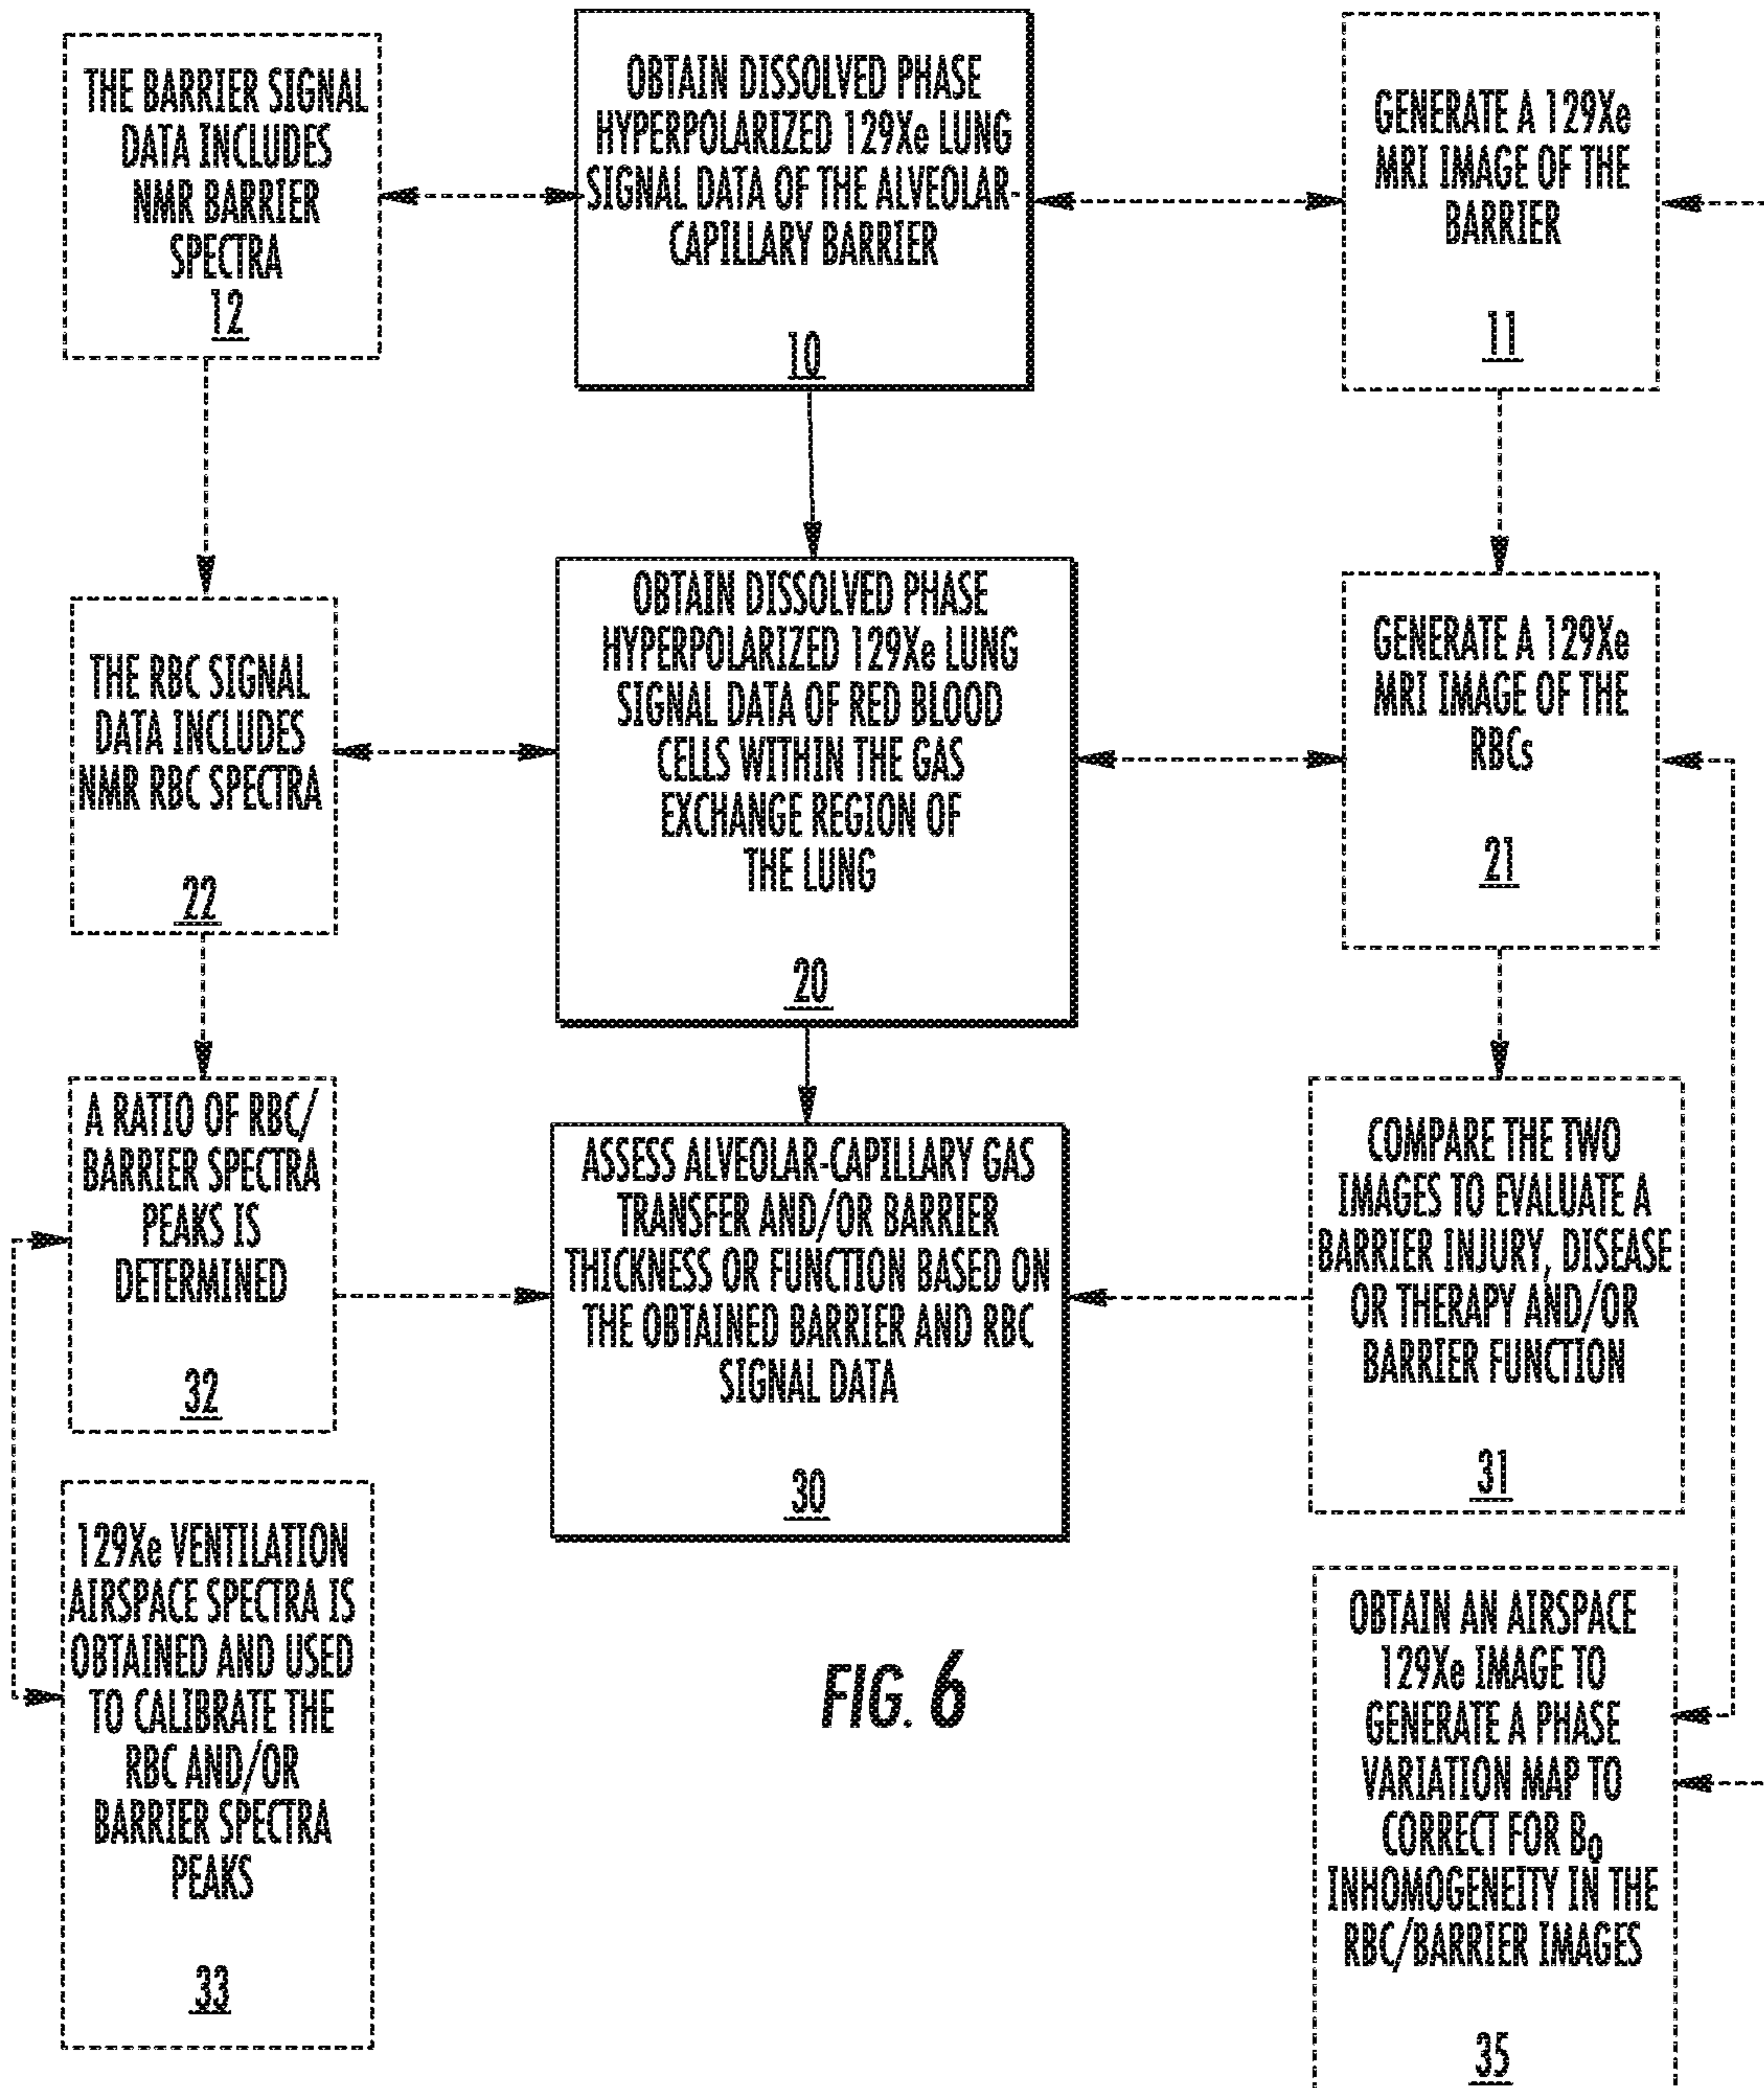 THE BARRIER SIGNAL
DATA INCLUDES
NMR BARRIER
SPECTRA
12
OBTAIN DISSOLVED PHASE
HYPERPOLARIZED 129Xe LUNG
SIGNAL DATA OF THE ALVEOLAR-
CAPILLARY BARRIER
10
GENERATE A 129Xe
MRI IMAGE OF THE
BARRIER
11
THE RBC SIGNAL
DATA INCLUDES
NMR RBC SPECTRA
22
OBTAIN DISSOLVED PHASE
HYPERPOLARIZED 129Xe LUNG
SIGNAL DATA OF RED BLOOD
CELLS WITHIN THE GAS
EXCHANGE REGION OF
THE LUNG
20
GENERATE A 129Xe
MRI IMAGE OF THE
RBCs
21
A RATIO OF RBC/
BARRIER SPECTRA
PEAKS IS
DETERMINED
32
ASSESS ALVEOLAR-CAPILLARY GAS
TRANSFER AND/OR BARRIER
THICKNESS OR FUNCTION BASED ON
THE OBTAINED BARRIER AND RBC
SIGNAL DATA
30
COMPARE THE TWO
IMAGES TO EVALUATE A
BARRIER INJURY, DISEASE
OR THERAPY AND/OR
BARRIER FUNCTION
31
129Xe VENTILATION
AIRSPACE SPECTRA IS
OBTAINED AND USED
TO CALIBRATE THE
RBC AND/OR
BARRIER SPECTRA
PEAKS
33
OBTAIN AN AIRSPACE
129Xe IMAGE TO
GENERATE A PHASE
VARIATION MAP TO
CORRECT FOR B0
INHOMOGENEITY IN THE
RBC/BARRIER IMAGES
35
FIG. 6